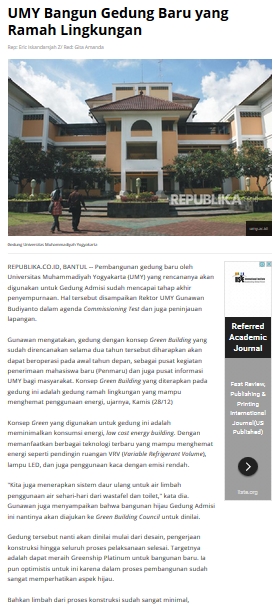 UMY Bangun Gedung Baru yang
Ramah Lingkungan
Rep: Eric Iskandarsjah Z/ Red: Gita Amanda
REPUBLIKA
Gedung Universitas Muhammadiyah Yogyakarta
REPUBLIKA.CO.ID, BANTUL -- Pembangunan gedung baru oleh
Universitas Muhammadiyah Yogyakarta (UMY) yang rencananya akan
digunakan untuk Gedung Admisi sudah mencapai tahap akhir
penyempurnaan. Hal tersebut disampaikan Rektor UMY Gunawan
Budiyanto dalam agenda Commissioning Test dan juga peninjauan
lapangan.
Gunawan mengatakan, gedung dengan konsep Green Building yang
sudah direncanakan selama dua tahun tersebut diharapkan akan
dapat beroperasi pada awal tahun depan, sebagai pusat kegiatan
penerimaan mahasiswa baru (Penmaru) dan juga pusat informasi
UMY bagi masyarakat. Konsep Green Building yang diterapkan pada
gedung ini adalah gedung ramah lingkungan yang mampu
menghemat penggunaan energi, ujarnya, Kamis (28/12)
Konsep Green yang digunakan untuk gedung ini adalah
meminimalkan konsumsi energi, low cost energy building. Dengan
memanfaatkan berbagai teknologi terbaru yang mampu menghemat
energi seperti pendingin ruangan VRV (Variable Refrigerant Volume),
lampu LED, dan juga penggunaan kaca dengan emisi rendah.
"Kita juga menerapkan sistem daur ulang untuk air limbah
penggunaan air sehari-hari dari wastafel dan toilet," kata dia.
Gunawan juga menyampaikan bahwa bangunan hijau Gedung Admisi
ini nantinya akan diajukan ke Green Building Council untuk dinilai.
Gedung tersebut nanti akan dinilai mulai dari desain, pengerjaan
konstruksi hingga seluruh proses pelaksanaan selesai. Targetnya
adalah dapat meraih Greenship Platinum untuk bangunan baru. Ia
pun optimistis untuk ini karena dalam proses pembangunan sudah
sangat memperhatikan aspek hijau.
Bahkan limbah dari proses konstruksi sudah sangat minimal,
Referred
Academic
Journal
Fast Review,
Publishing &
Printing
International
Journal(US
Published)